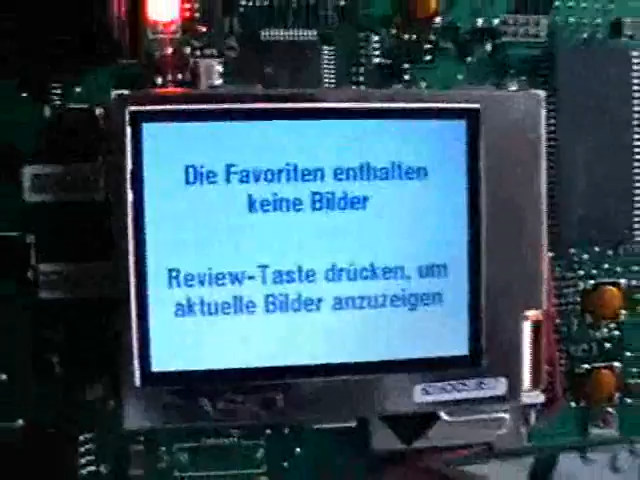 Die Favoriten enthalten
keine Bilder
Review-Taste drücken, um
aktuelle Bilder anzuzeigen